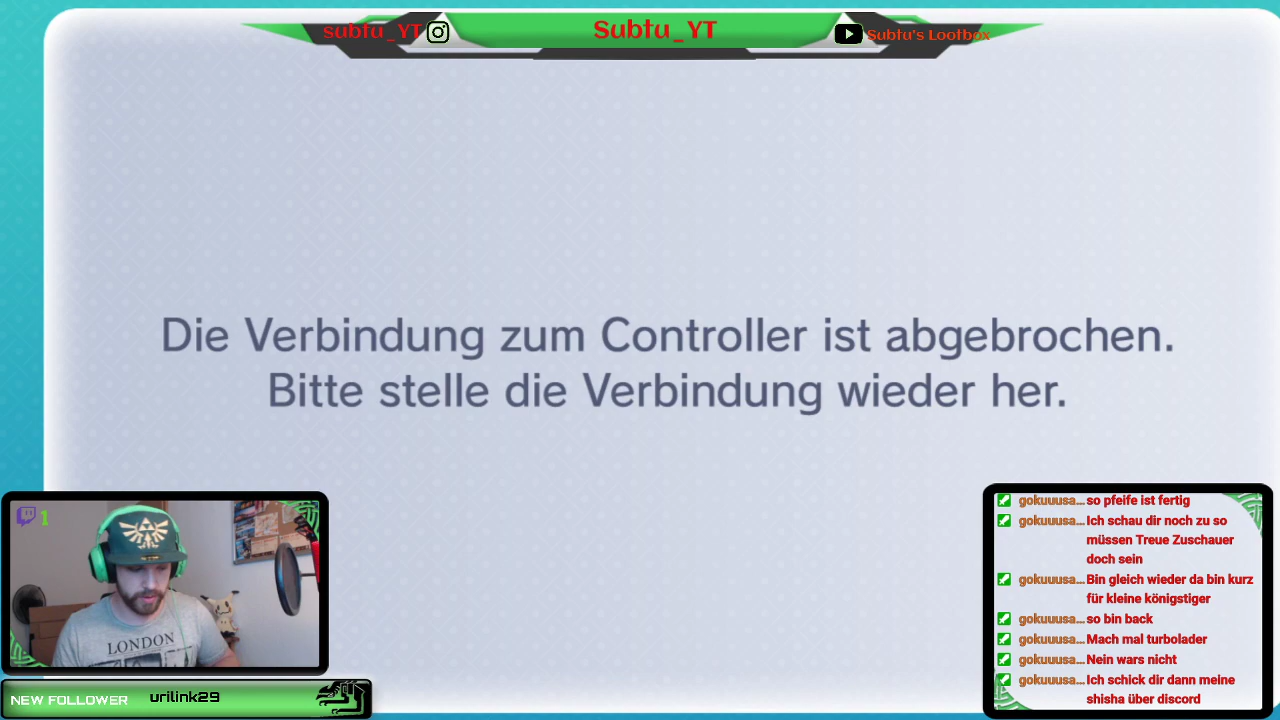 subtu_YT
Subtu_YT
Subtu's Lootbox
Die Verbindung zum Controller ist abgebrochen.
Bitte stelle die Verbindung wieder her.
1
LONDON
NEW FOLLOWER urilink29
gokuuusa... so pfeife ist fertig
gokuuusa... Ich schau dir noch zu so
müssen Treue Zuschauer
doch sein
gokuuusa... Bin gleich wieder da bin kurz
für kleine königstiger
gokuuusa... so bin back
gokuuusa... Mach mal turbolader
gokuuusa... Nein wars nicht
gokuuusa... Ich schick dir dann meine
shisha über discord